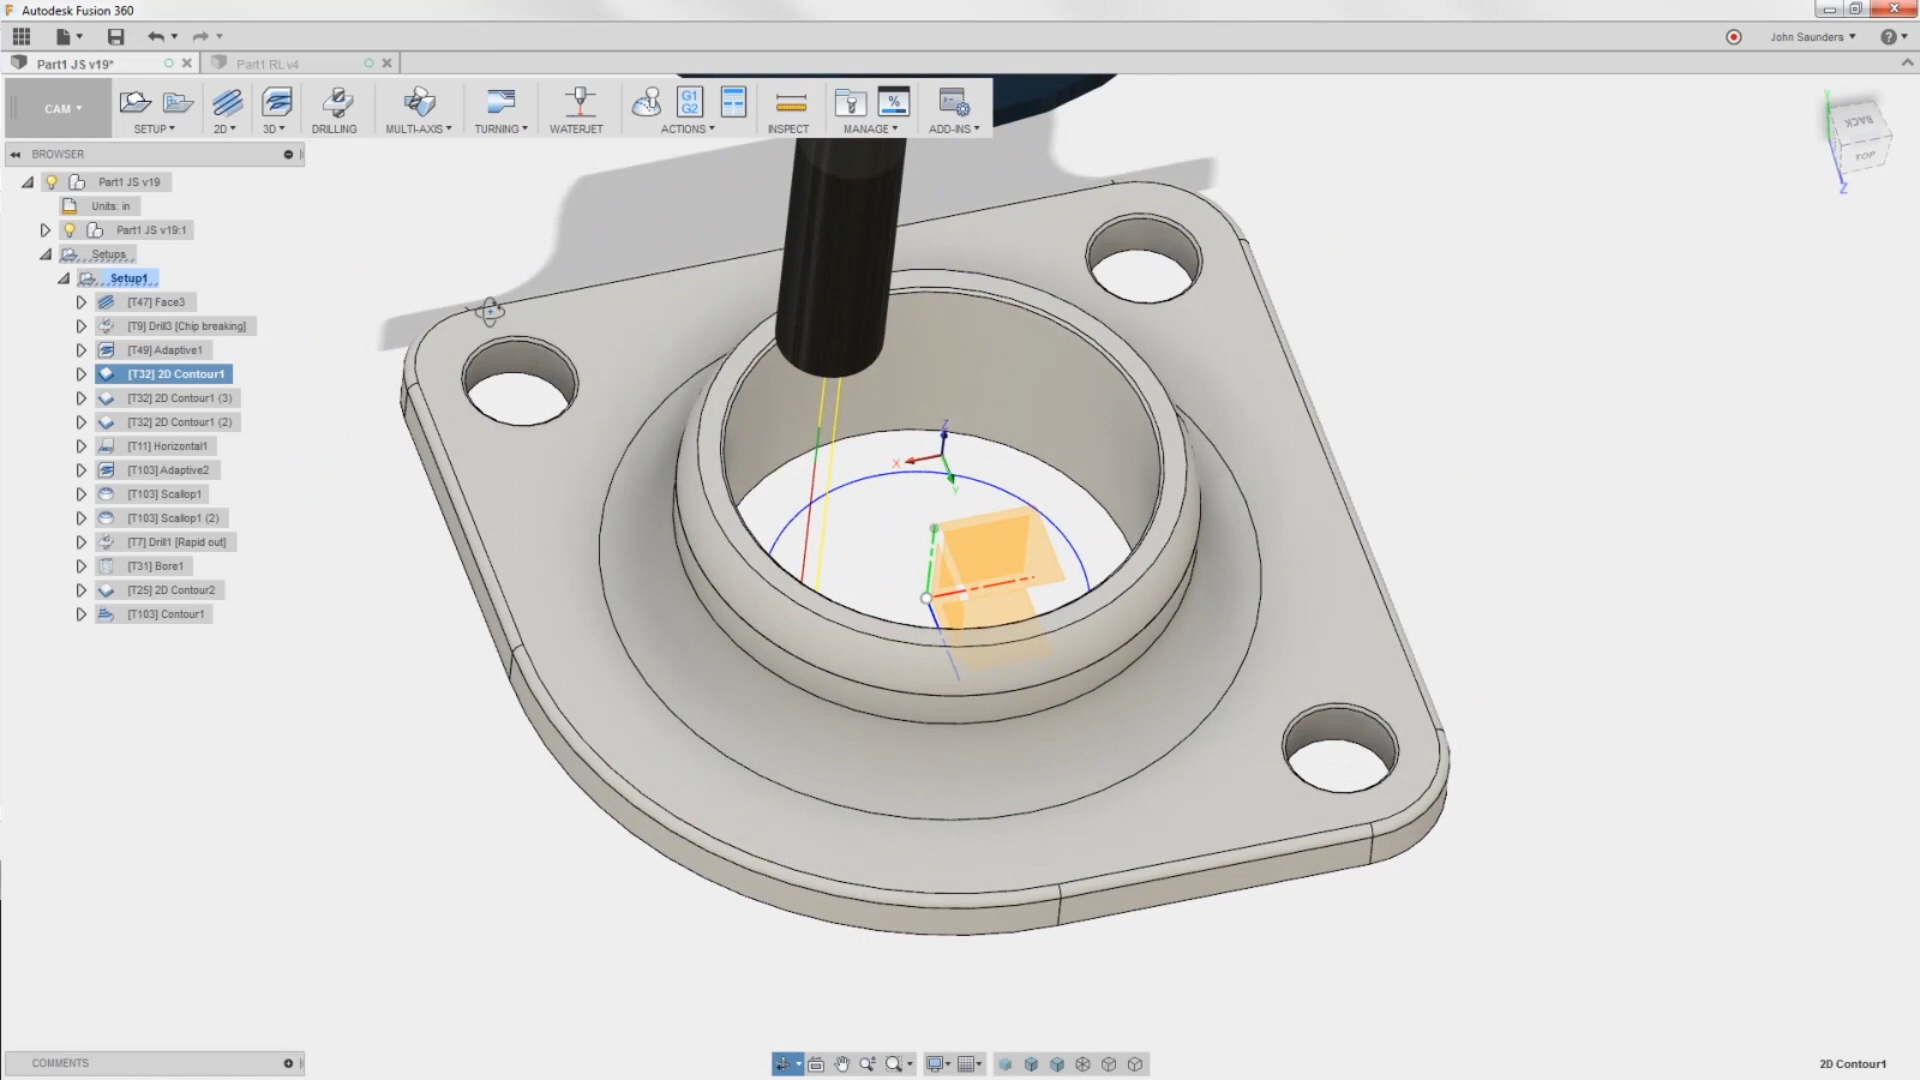 Autodesk Fusion 360
John Saunders
Part1 JS v19*
Part1 RL v4
CAM
G1
G2
%
SETUP
2D
3D
DRILLING
MULTI-AXIS
TURNING
WATERJET
ACTIONS
INSPECT
MANAGE
ADD-INS
BROWSER
Part1 JS v19
Units: in
Part1 JS v19:1
Setups
Setup1
[T47] Face3
[T9] Drill3 [Chip breaking]
[T49] Adaptive1
[T32] 2D Contour1
[T32] 2D Contour1 (3)
[T32] 2D Contour1 (2)
[T11] Horizontal1
[T103] Adaptive2
[T103] Scallop1
[T103] Scallop1 (2)
[T7] Drill1 [Rapid out]
[T31] Bore1
[T25] 2D Contour2
[T103] Contour1
Y
BACK
TOP
Z
Z
X
Y
COMMENTS
2D Contour1